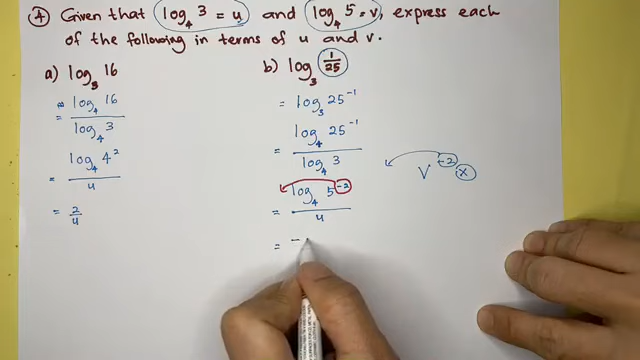 ④ Given that log₄ 3 = u and log₄ 5 = v, express each
of the following in terms of u and v.
a) log₃ 16
= log₄ 16 / log₄ 3
= log₄ 4² / u
= 2/u
b) log₃ 1/25
= log₃ 25⁻¹
= log₄ 25⁻¹ / log₄ 3
= log₄ 5⁻² / u
= -
V⁻² x